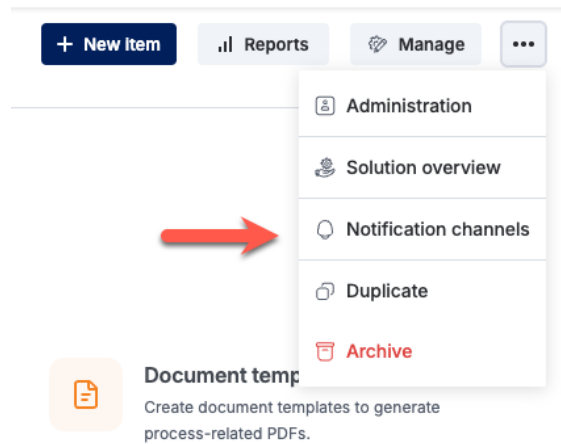 + New item
Reports
Manage
Administration
Solution overview
Notification channels
Duplicate
Archive
Document temp
Create document templates to generate
process-related PDFs.